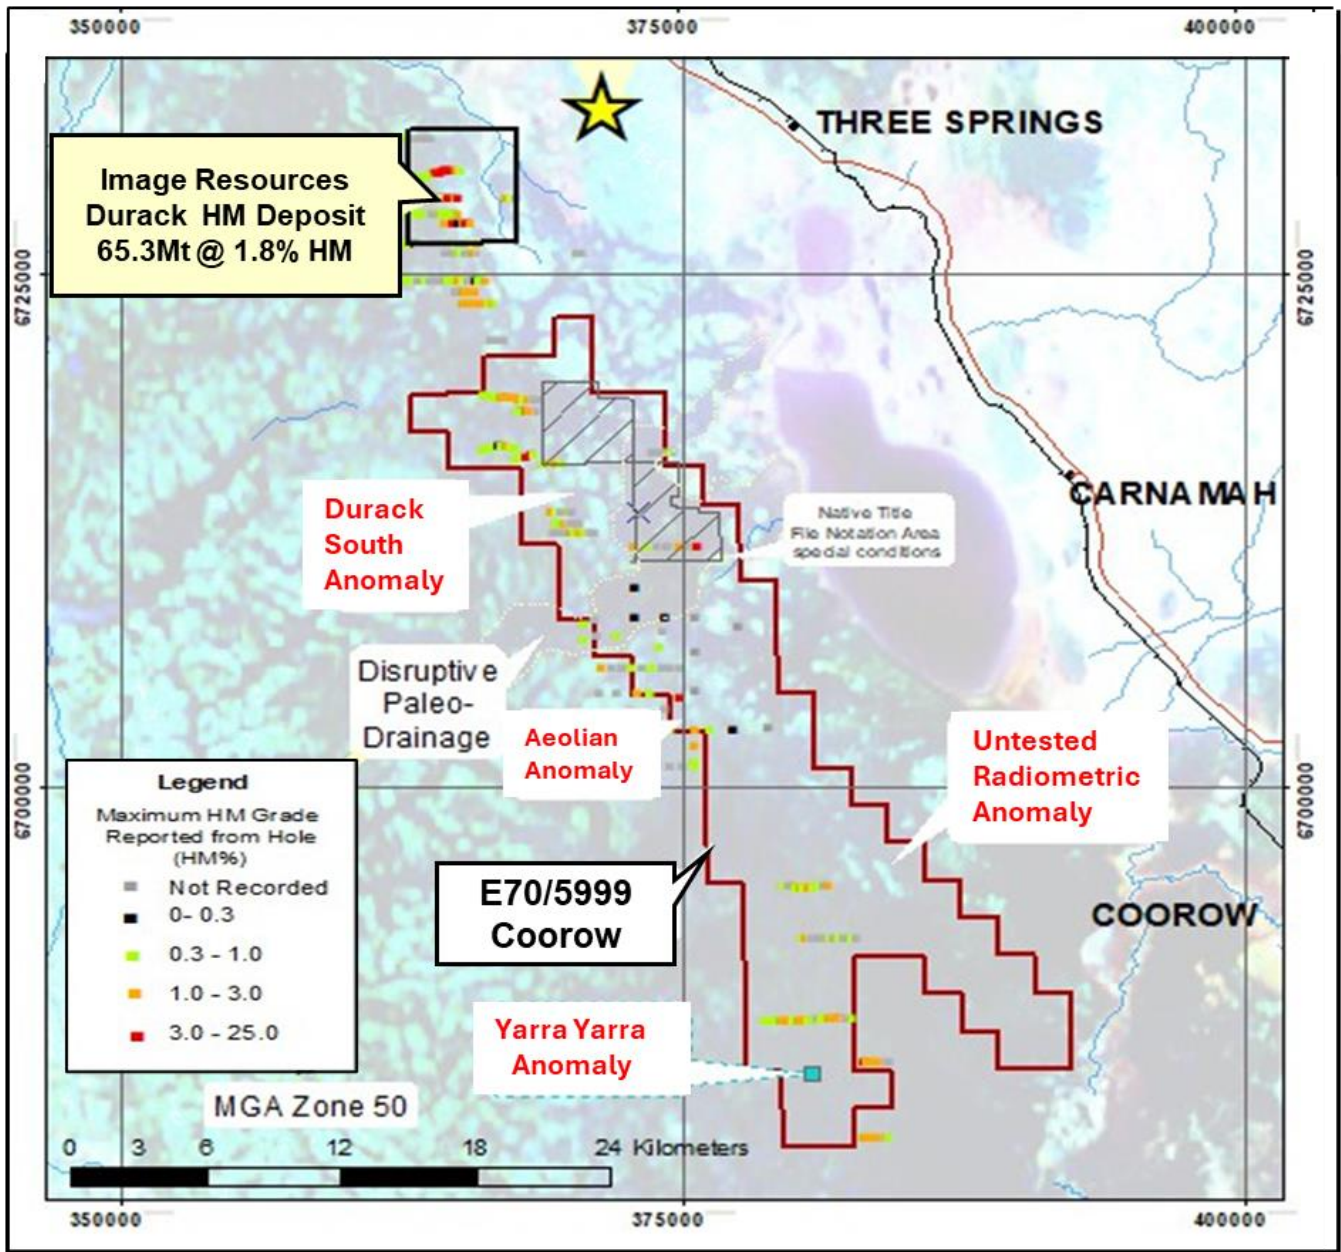 350000
375000
400000
THREE SPRINGS
Image Resources
Durack HM Deposit
65.3Mt @ 1.8% HM
6725000
6725000
CARNAMAH
Durack
South
Anomaly
Native Title
File Notation Area
special conditions
Disruptive
Paleo-
Drainage
Aeolian
Anomaly
Untested
Radiometric
Anomaly
6700000
6700000
Legend
Maximum HM Grade
Reported from Hole
(HM%)
Not Recorded
0- 0.3
0.3 - 1.0
1.0 - 3.0
3.0 - 25.0
E70/5999
Coorow
COOROW
Yarra Yarra
Anomaly
MGA Zone 50
0 3 6 12 18 24 Kilometers
350000
375000
400000